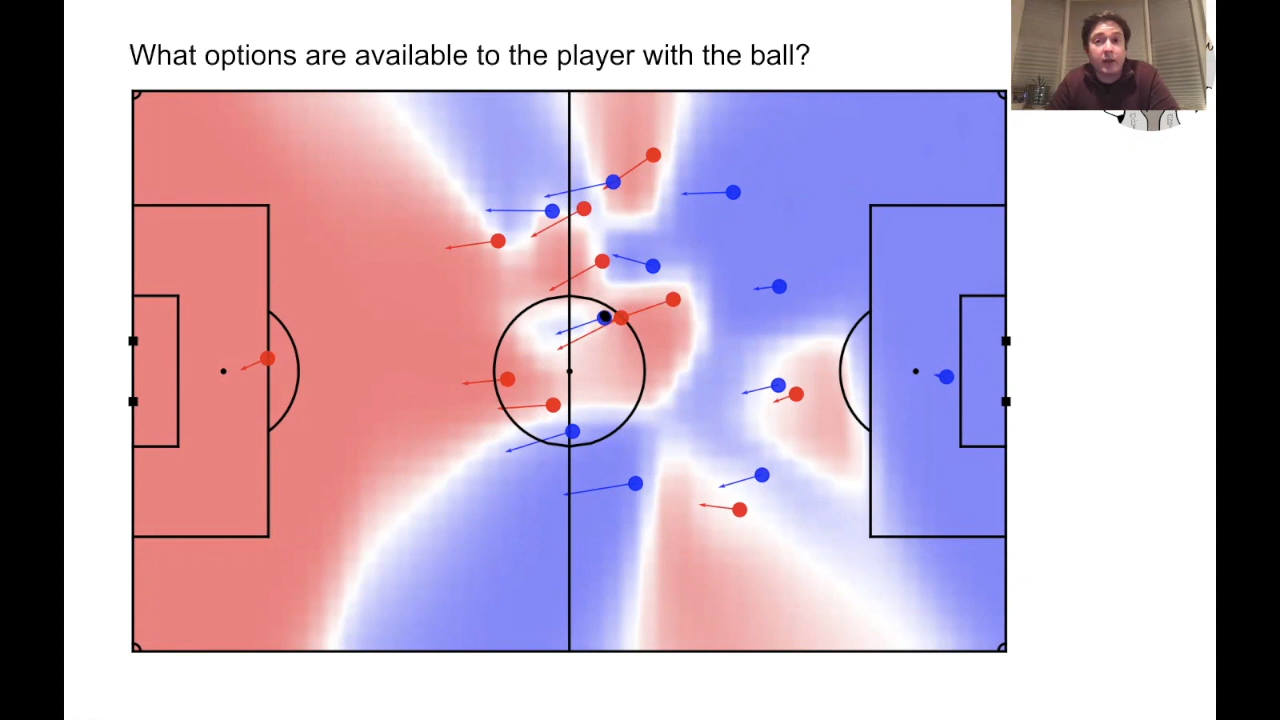 What options are available to the player with the ball?